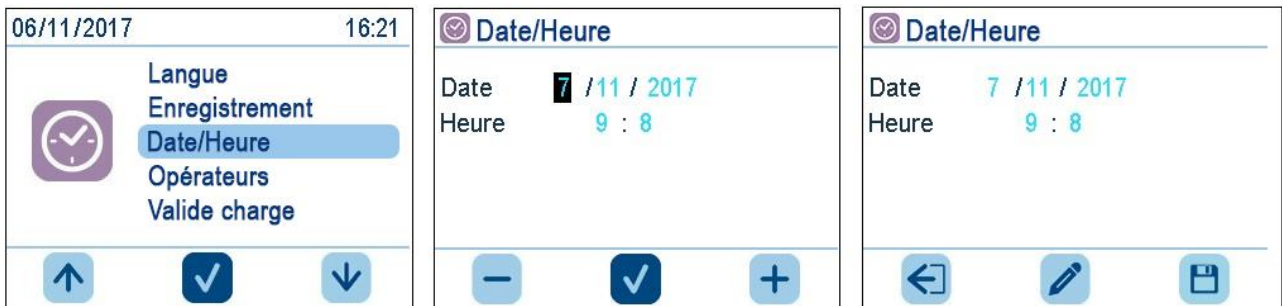 06/11/2017 16:21
Langue
Enregistrement
Date/Heure
Opérateurs
Valide charge
Date/Heure
Date 7 /11 / 2017
Heure 9 : 8
Date/Heure
Date 7 /11 / 2017
Heure 9 : 8